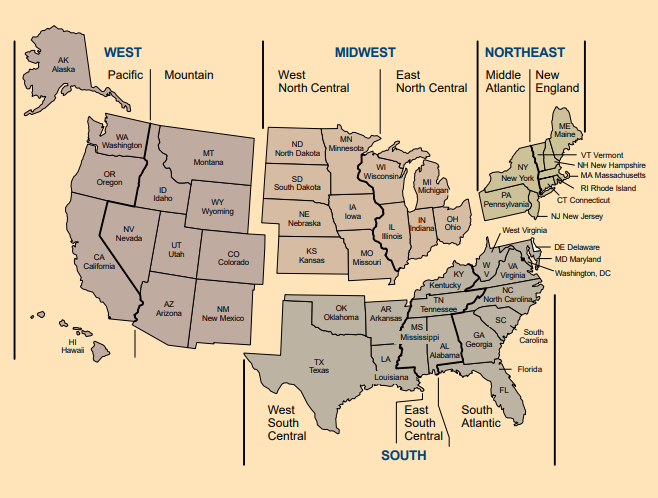 WEST
MIDWEST
NORTHEAST
Pacific
Mountain
West
North Central
East
North Central
Middle
Atlantic
New
England
AK
Alaska
WA
Washington
OR
Oregon
CA
California
NV
Nevada
ID
Idaho
MT
Montana
WY
Wyoming
UT
Utah
CO
Colorado
AZ
Arizona
NM
New Mexico
HI
Hawaii
ND
North Dakota
SD
South Dakota
NE
Nebraska
KS
Kansas
MN
Minnesota
IA
Iowa
MO
Missouri
WI
Wisconsin
MI
Michigan
IL
Illinois
IN
Indiana
OH
Ohio
ME
Maine
NY
New York
PA
Pennsylvania
VT Vermont
NH New Hampshire
MA Massachusetts
RI Rhode Island
CT Connecticut
NJ New Jersey
West Virginia
DE Delaware
MD Maryland
Washington, DC
W
V
VA
Virginia
KY
Kentucky
NC
North Carolina
TN
Tennessee
SC
South
Carolina
OK
Oklahoma
AR
Arkansas
MS
Mississippi
AL
Alabama
GA
Georgia
TX
Texas
LA
Louisiana
Florida
FL
West
South
Central
East
South
Central
South
Atlantic
SOUTH